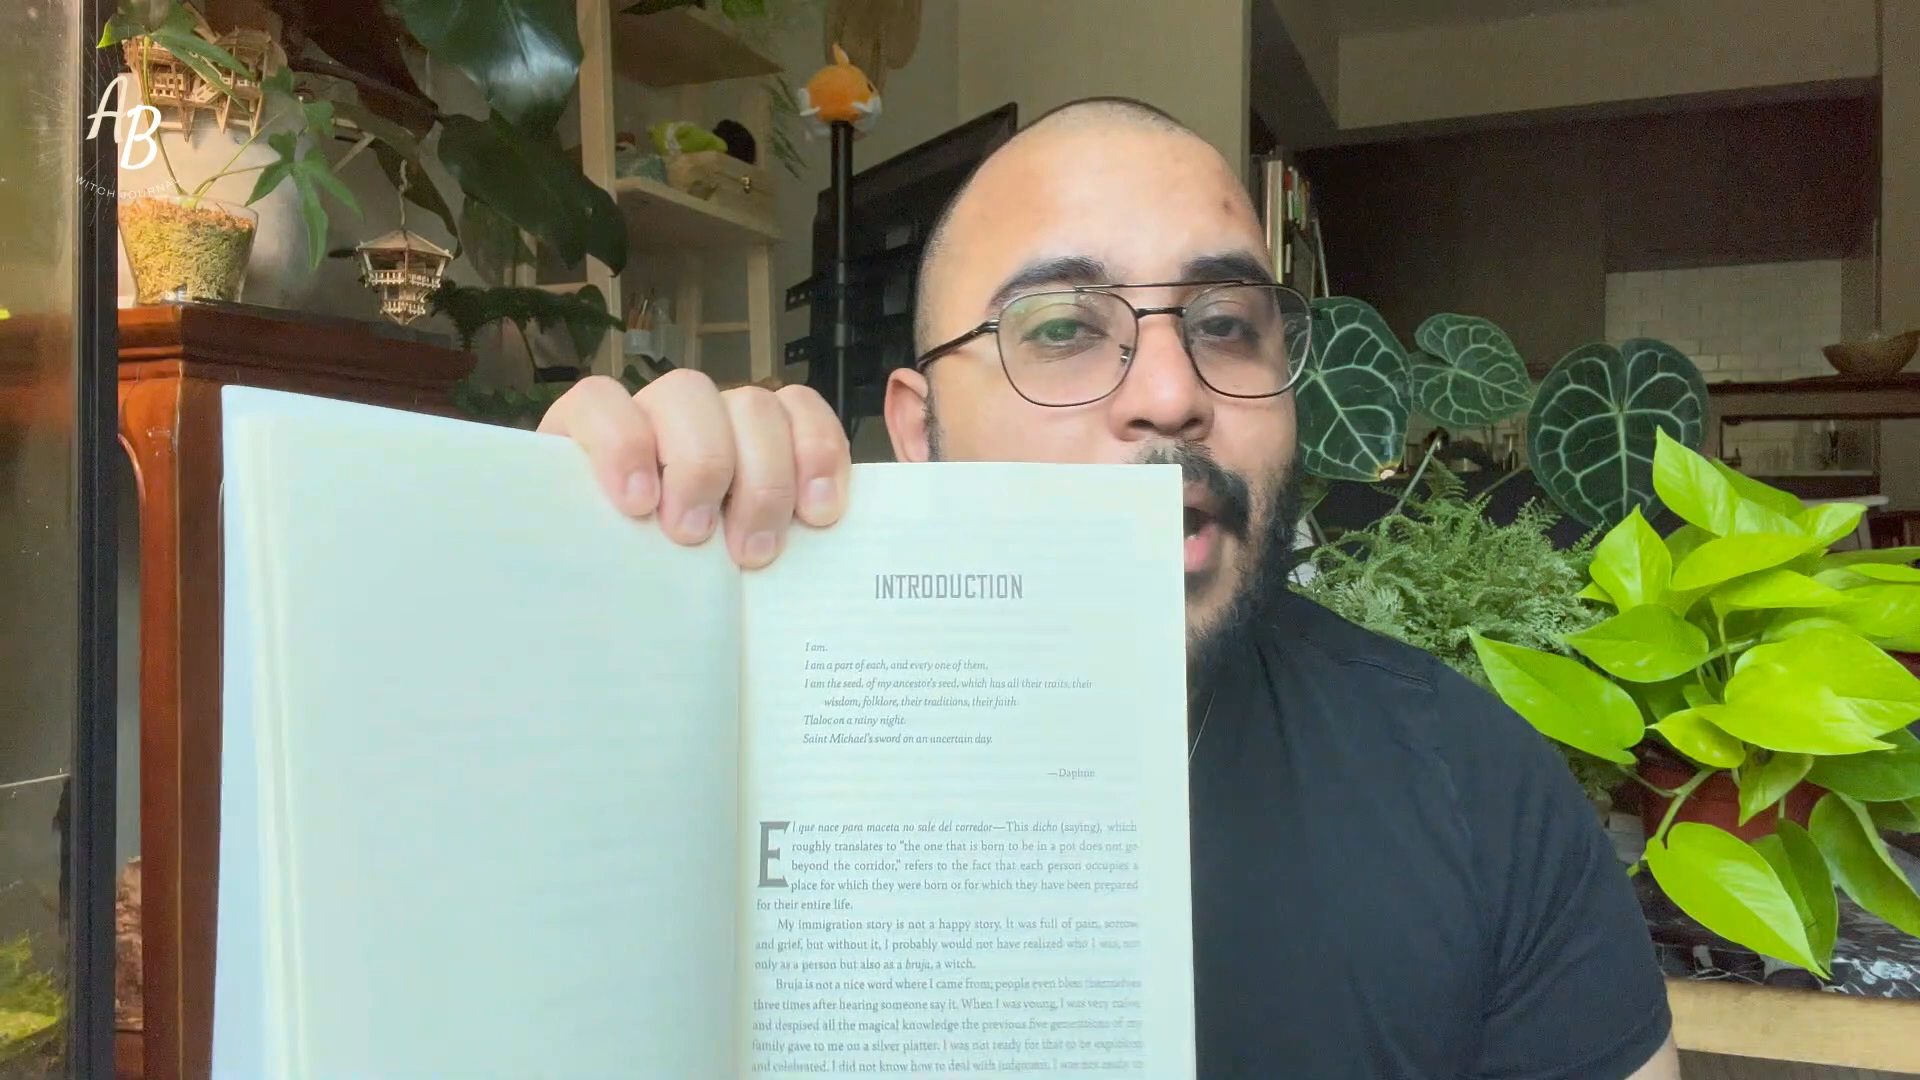 AB
WITCH JOURNAL
INTRODUCTION
I am.
I am a part of each, and every one of them,
I am the seed, of my ancestor's seed, which has all their traits, their
wisdom, folklore, their traditions, their faith
Tlaloc on a rainy night.
Saint Michael's sword on an uncertain day.
—Daphne
El que nace para maceta no sale del corredor—This dicho (saying), which
roughly translates to "the one that is born to be in a pot does not go
beyond the corridor," refers to the fact that each person occupies a
place for which they were born or for which they have been prepared
for their entire life.
My immigration story is not a happy story. It was full of pain, sorrow
and grief, but without it, I probably would not have realized who I was, not
only as a person but also as a bruja, a witch.
Bruja is not a nice word where I came from; people even bless themselves
three times after hearing someone say it. When I was young, I was very naive
and despised all the magical knowledge the previous five generations of my
family gave to me on a silver platter. I was not ready for that to be explored
and celebrated. I did not know how to deal with judgment. I was not ready to